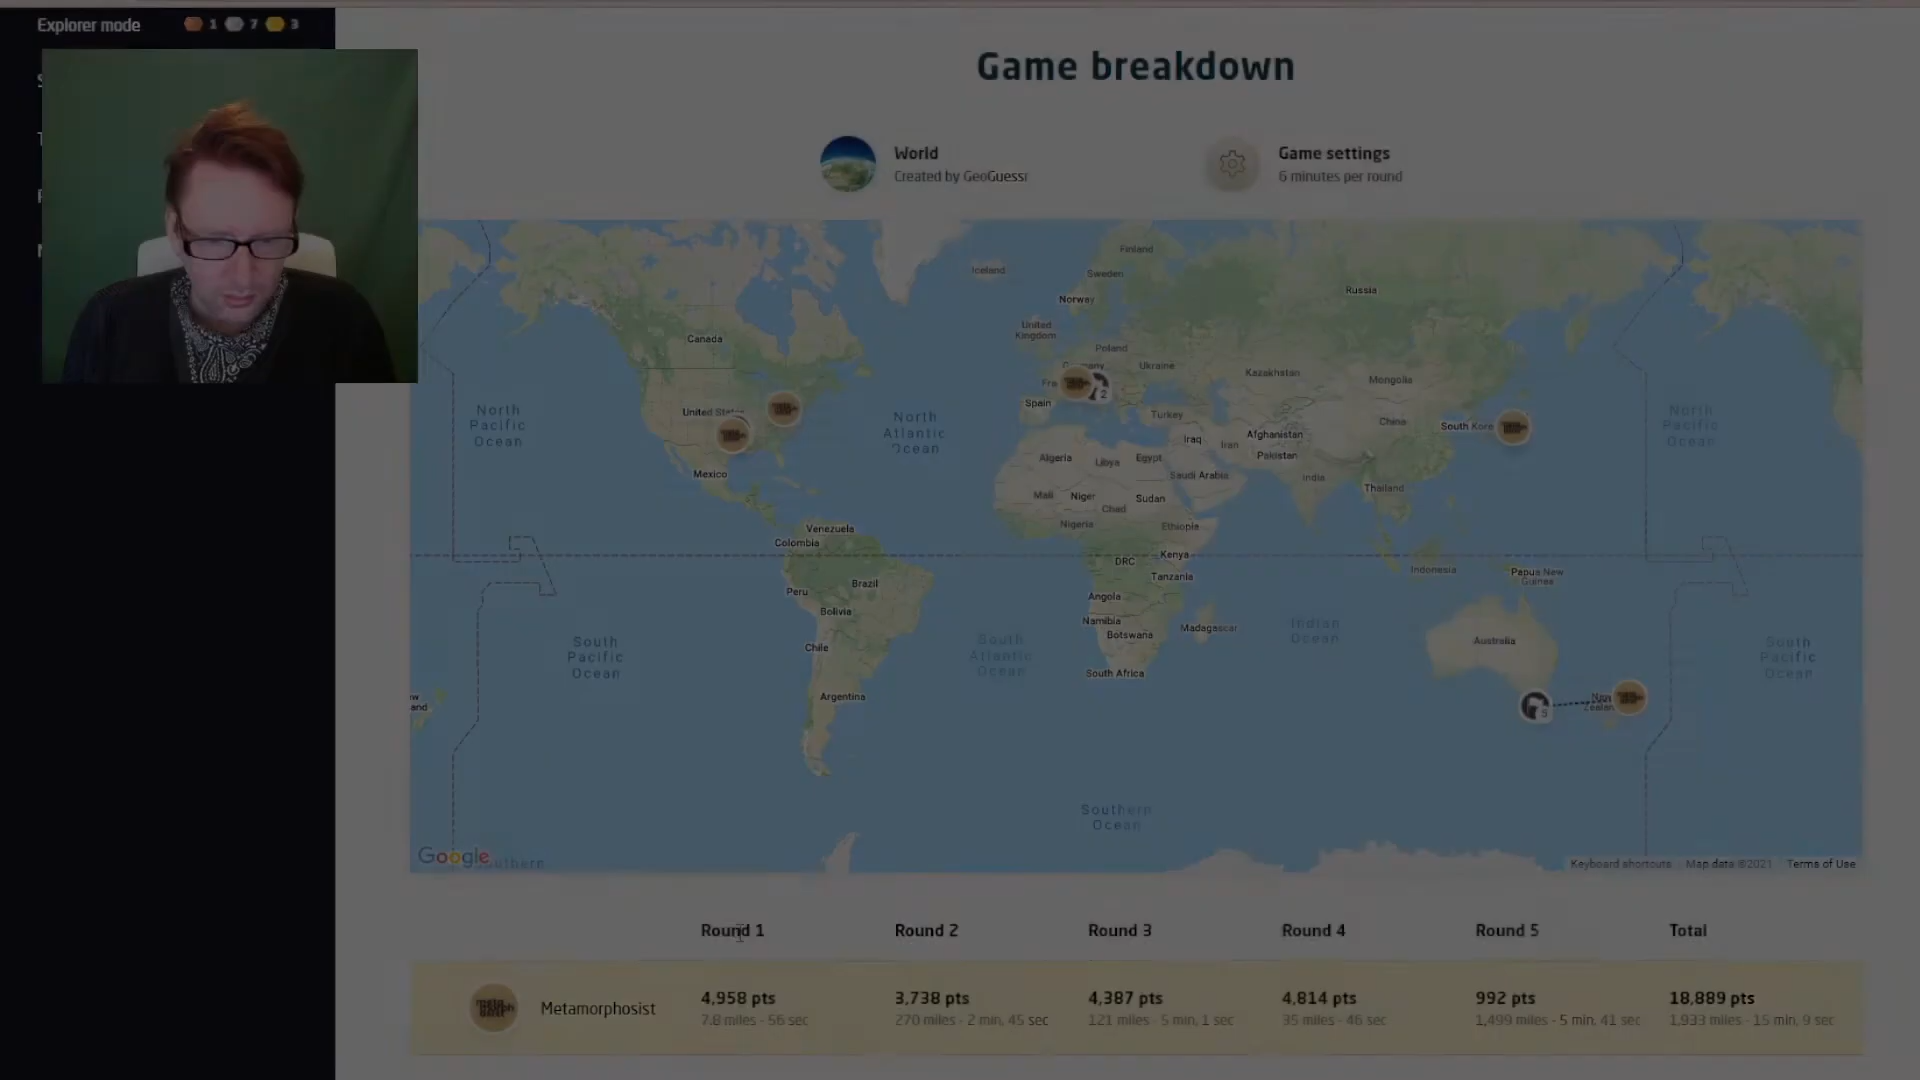 Explorer mode 1 7 3
Game breakdown
World
Created by GeoGuessr
Game settings
6 minutes per round
Finland
Iceland
Sweden
Russia
Norway
United
Kingdom
Canada
Poland
Germany
Ukraine
Kazakhstan
Mongolia
Fra
2
Spain
United States
North
Pacific
Ocean
North
Atlantic
Ocean
Turkey
China
South Kore
North
Pacific
Ocean
Iraq
Afghanistan
Iran
Pakistan
Algeria
Libya
Egypt
Saudi Arabia
India
Mexico
Mali
Niger
Sudan
Chad
Thailand
Nigeria
Ethiopia
Venezuela
Colombia
DRC
Kenya
Indonesia
Papua New
Guinea
Tanzania
Brazil
Peru
Angola
Bolivia
Namibia
Botswana
Madagascar
Indian
Ocean
Australia
South
Pacific
Ocean
Chile
South
Atlantic
Ocean
South Africa
South
Pacific
Ocean
Argentina
5
Southern
Ocean
Google
Keyboard shortcuts
Map data ©2021
Terms of Use
Round 1 Round 2 Round 3 Round 4 Round 5 Total
Metamorphosist
4,958 pts 3,738 pts 4,387 pts 4,814 pts 992 pts 18,889 pts
7.8 miles - 56 sec 270 miles - 2 min, 45 sec 121 miles - 5 min, 1 sec 35 miles - 46 sec 1,499 miles - 5 min, 41 sec 1,933 miles - 15 min, 9 sec